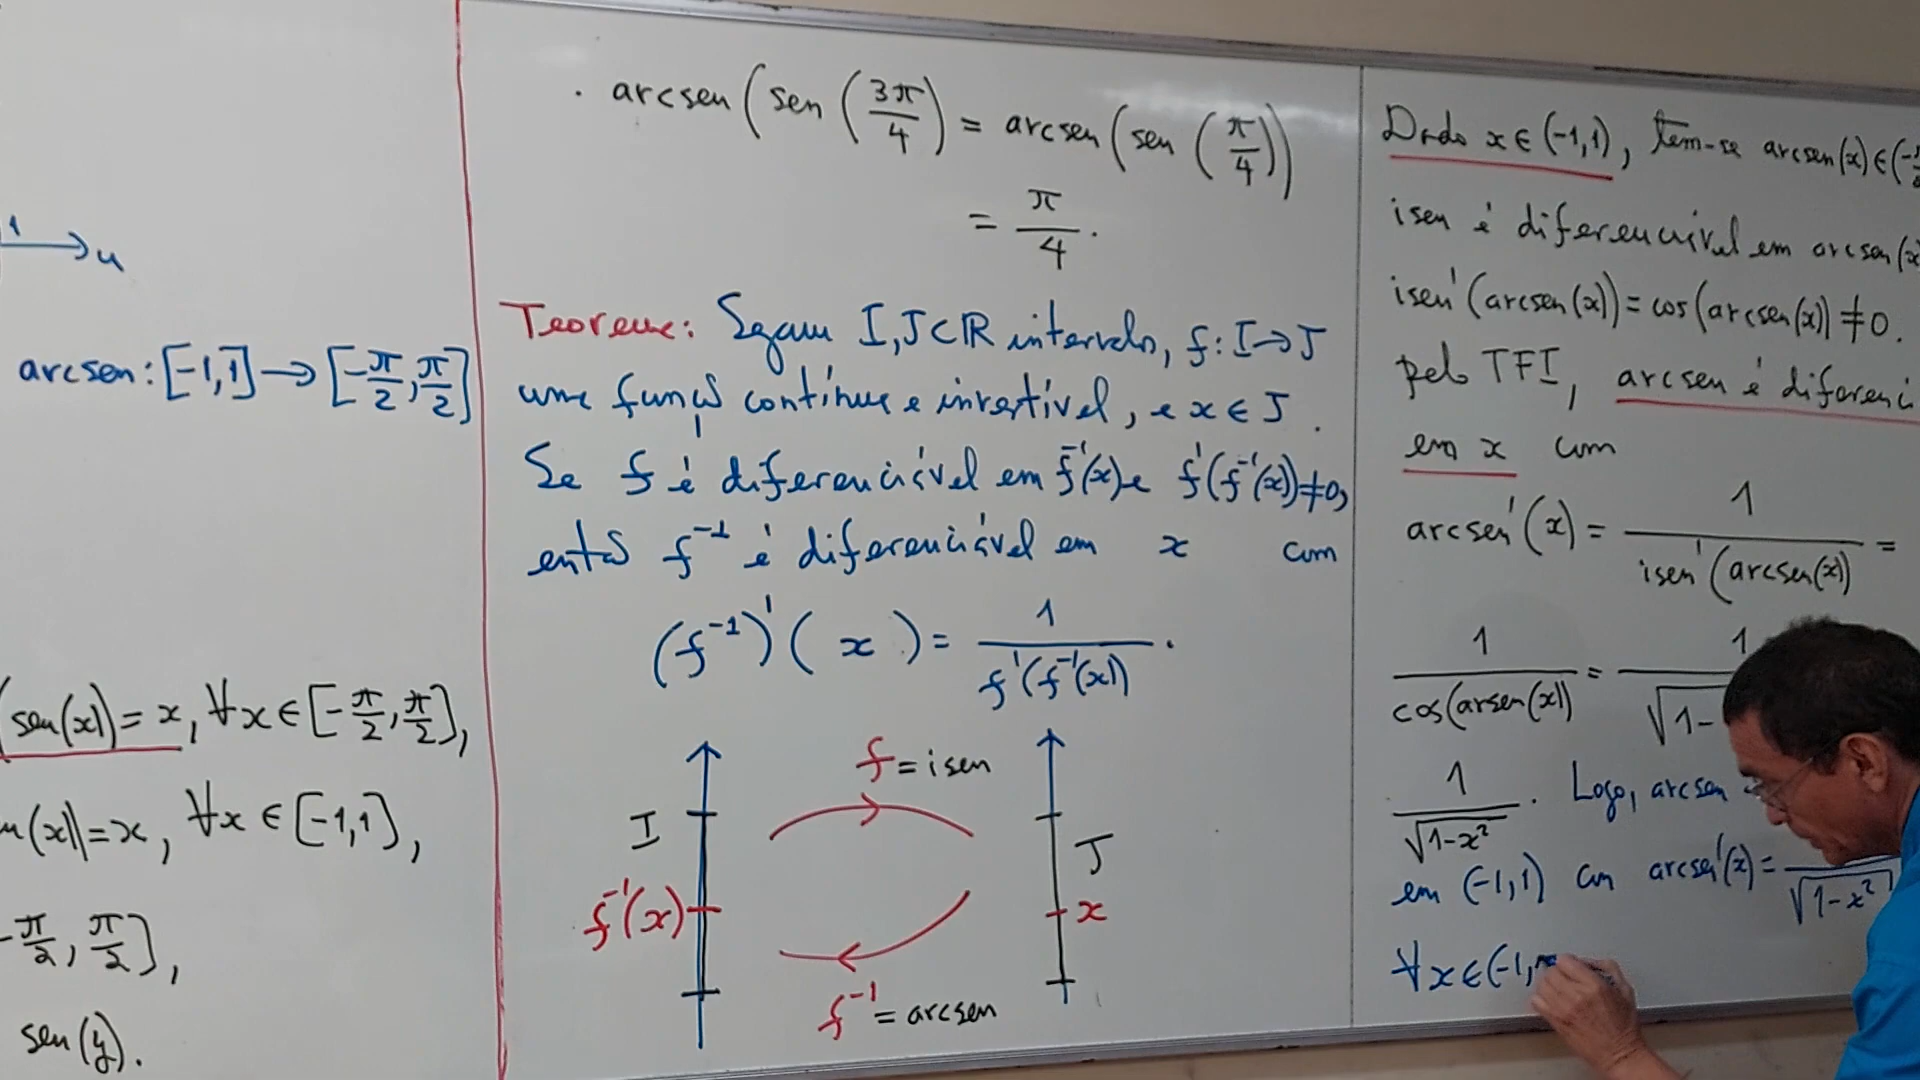 u
arcsen: [-1,1] → [-π/2, π/2]
(sen(x)) = x, ∀x ∈ [-π/2, π/2],
(x)) = x, ∀x ∈ [-1,1],
-π/2, π/2],
sen(y).
· arcsen(sen(3π/4) = arcsen(sen(π/4))
= π/4.
Teorema: Sejam I, J ⊂ ℝ intervalos, f: I → J
uma função contínua e invertível, e x ∈ J.
Se f é diferenciável em f⁻¹(x) e f'(f⁻¹(x)) ≠ 0,
então f⁻¹ é diferenciável em x com
(f⁻¹)'(x) = 1/f'(f⁻¹(x)).
f = isen
I
J
f⁻¹(x)
x
f⁻¹ = arcsen
Dado x ∈ (-1,1), tem-se arcsen(x) ∈ (-
isen é diferenciável em arcsen(x
isen'(arcsen(x)) = cos(arcsen(x)) ≠ 0.
pelo TFI, arcsen é diferenci
em x com
arcsen'(x) = 1/isen'(arcsen(x)) =
1/cos(arsen(x)) = 1/√1-
1/√1-x². Logo, arcsen
em (-1,1) com arcsen'(x) = /√1-x²
∀x ∈ (-1,